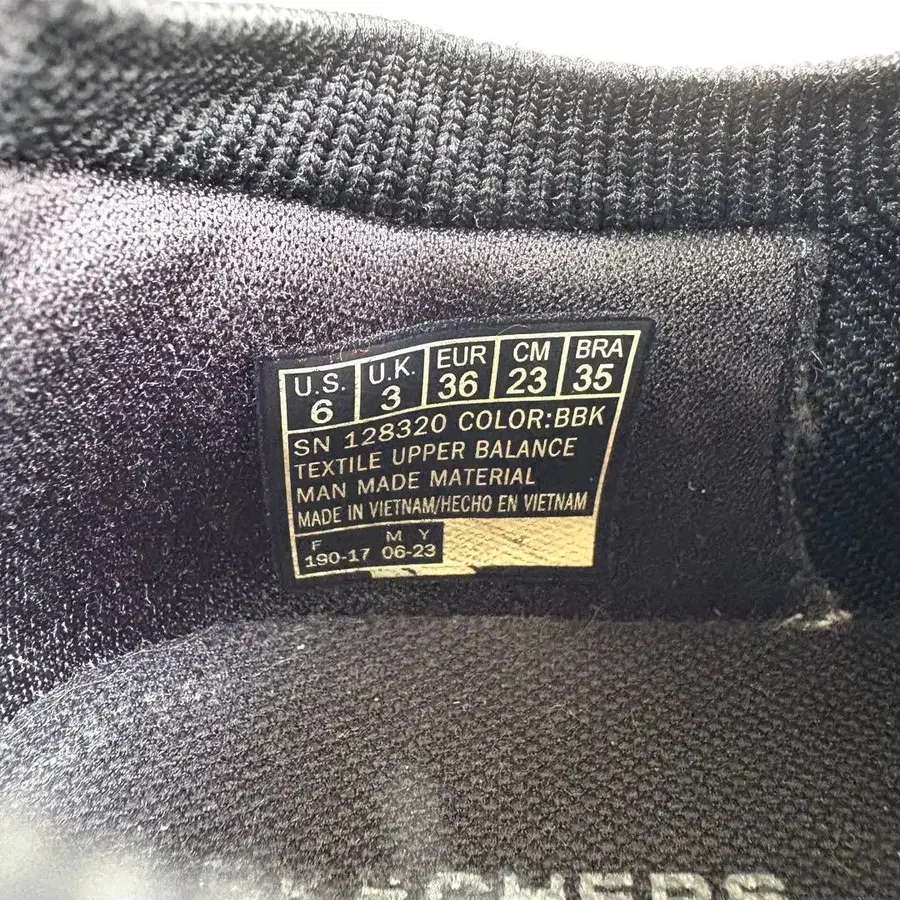 U.S. U.K. EUR CM BRA
6 3 36 23 35
SN 128320 COLOR:BBK
TEXTILE UPPER BALANCE
MAN MADE MATERIAL
MADE IN VIETNAM/HECHO EN VIETNAM
F M Y
190-17 06-23